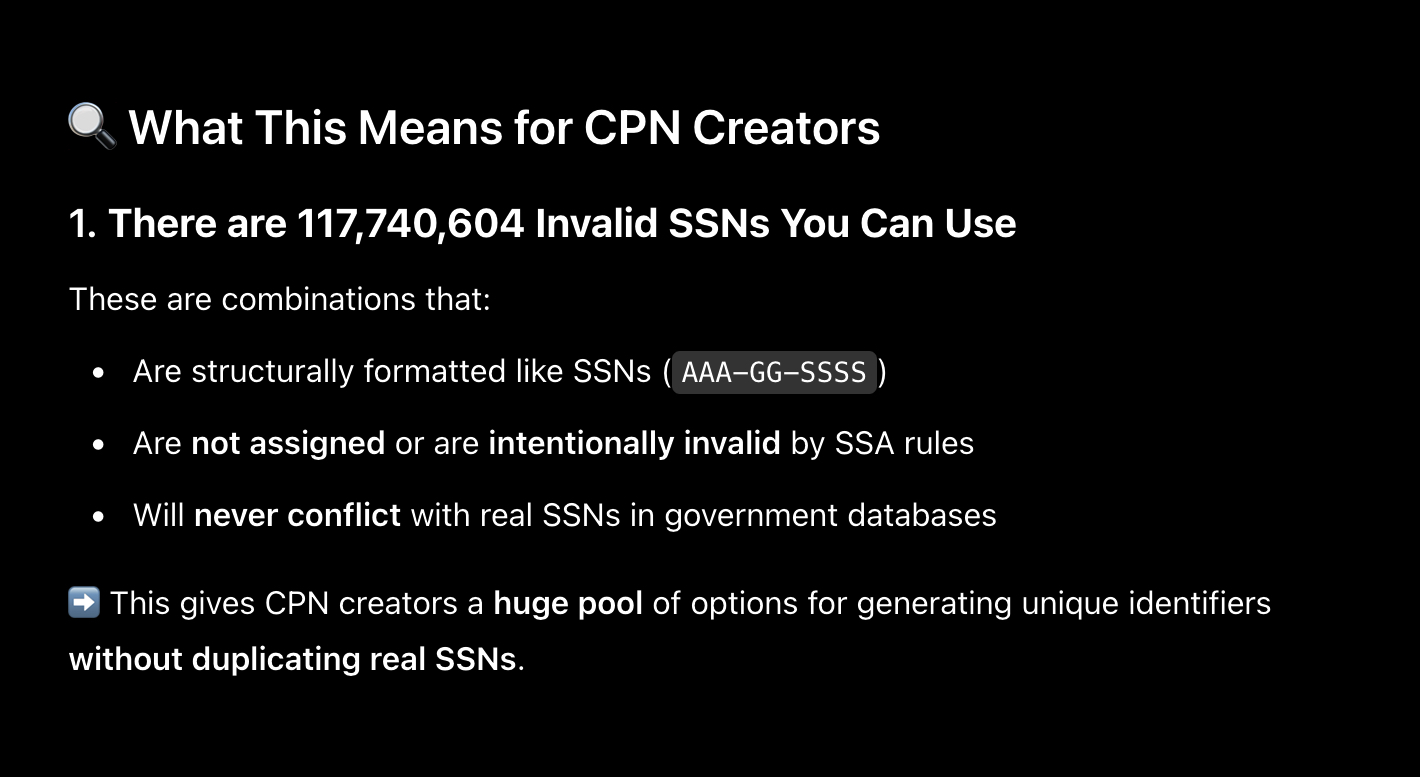 🔍 What This Means for CPN Creators
1. There are 117,740,604 Invalid SSNs You Can Use
These are combinations that:
• Are structurally formatted like SSNs (AAA-GG-SSSS)
• Are not assigned or are intentionally invalid by SSA rules
• Will never conflict with real SSNs in government databases
➡️ This gives CPN creators a huge pool of options for generating unique identifiers
without duplicating real SSNs.